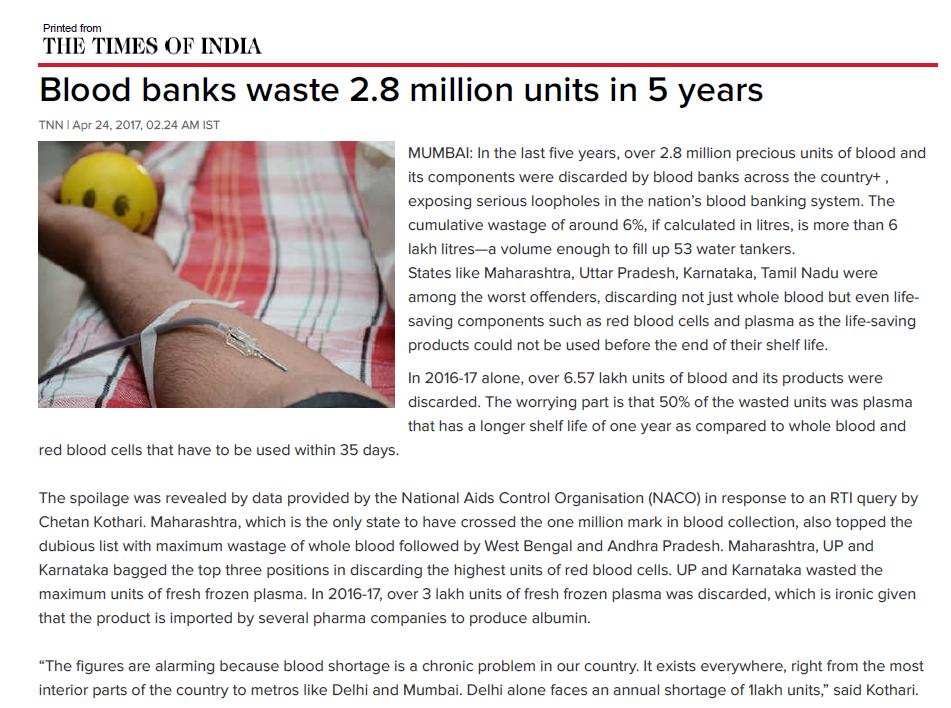 Printed from
THE TIMES OF INDIA
Blood banks waste 2.8 million units in 5 years
TNN | Apr 24, 2017, 02.24 AM IST
MUMBAI: In the last five years, over 2.8 million precious units of blood and
its components were discarded by blood banks across the country+ ,
exposing serious loopholes in the nation's blood banking system. The
cumulative wastage of around 6%, if calculated in litres, is more than 6
lakh litres—a volume enough to fill up 53 water tankers.
States like Maharashtra, Uttar Pradesh, Karnataka, Tamil Nadu were
among the worst offenders, discarding not just whole blood but even life-
saving components such as red blood cells and plasma as the life-saving
products could not be used before the end of their shelf life.
In 2016-17 alone, over 6.57 lakh units of blood and its products were
discarded. The worrying part is that 50% of the wasted units was plasma
that has a longer shelf life of one year as compared to whole blood and
red blood cells that have to be used within 35 days.
The spoilage was revealed by data provided by the National Aids Control Organisation (NACO) in response to an RTI query by
Chetan Kothari. Maharashtra, which is the only state to have crossed the one million mark in blood collection, also topped the
dubious list with maximum wastage of whole blood followed by West Bengal and Andhra Pradesh. Maharashtra, UP and
Karnataka bagged the top three positions in discarding the highest units of red blood cells. UP and Karnataka wasted the
maximum units of fresh frozen plasma. In 2016-17, over 3 lakh units of fresh frozen plasma was discarded, which is ironic given
that the product is imported by several pharma companies to produce albumin.
“The figures are alarming because blood shortage is a chronic problem in our country. It exists everywhere, right from the most
interior parts of the country to metros like Delhi and Mumbai. Delhi alone faces an annual shortage of 1lakh units,” said Kothari.